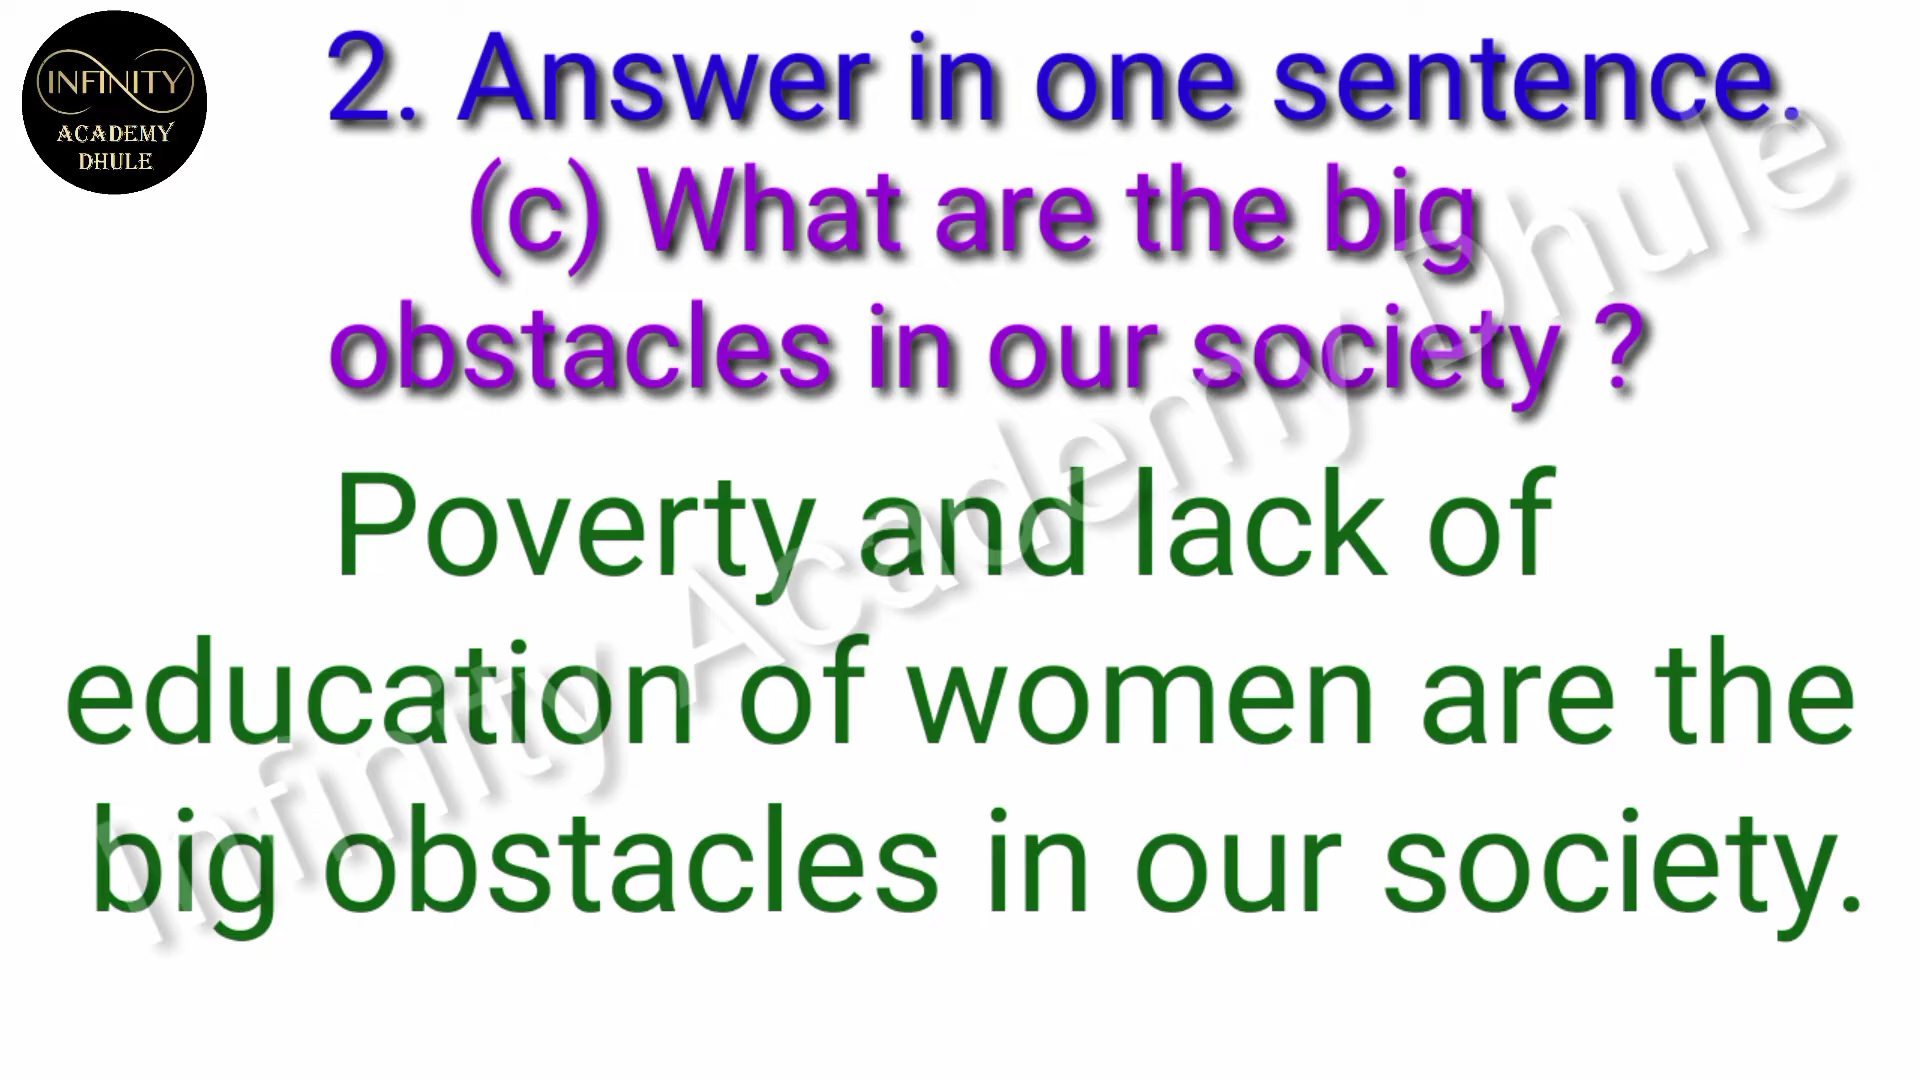 INFINITY
ACADEMY
DHULE
2. Answer in one sentence.
(c) What are the big
obstacles in our society ?
Poverty and lack of
education of women are the
big obstacles in our society.
Infinity Academy Dhule